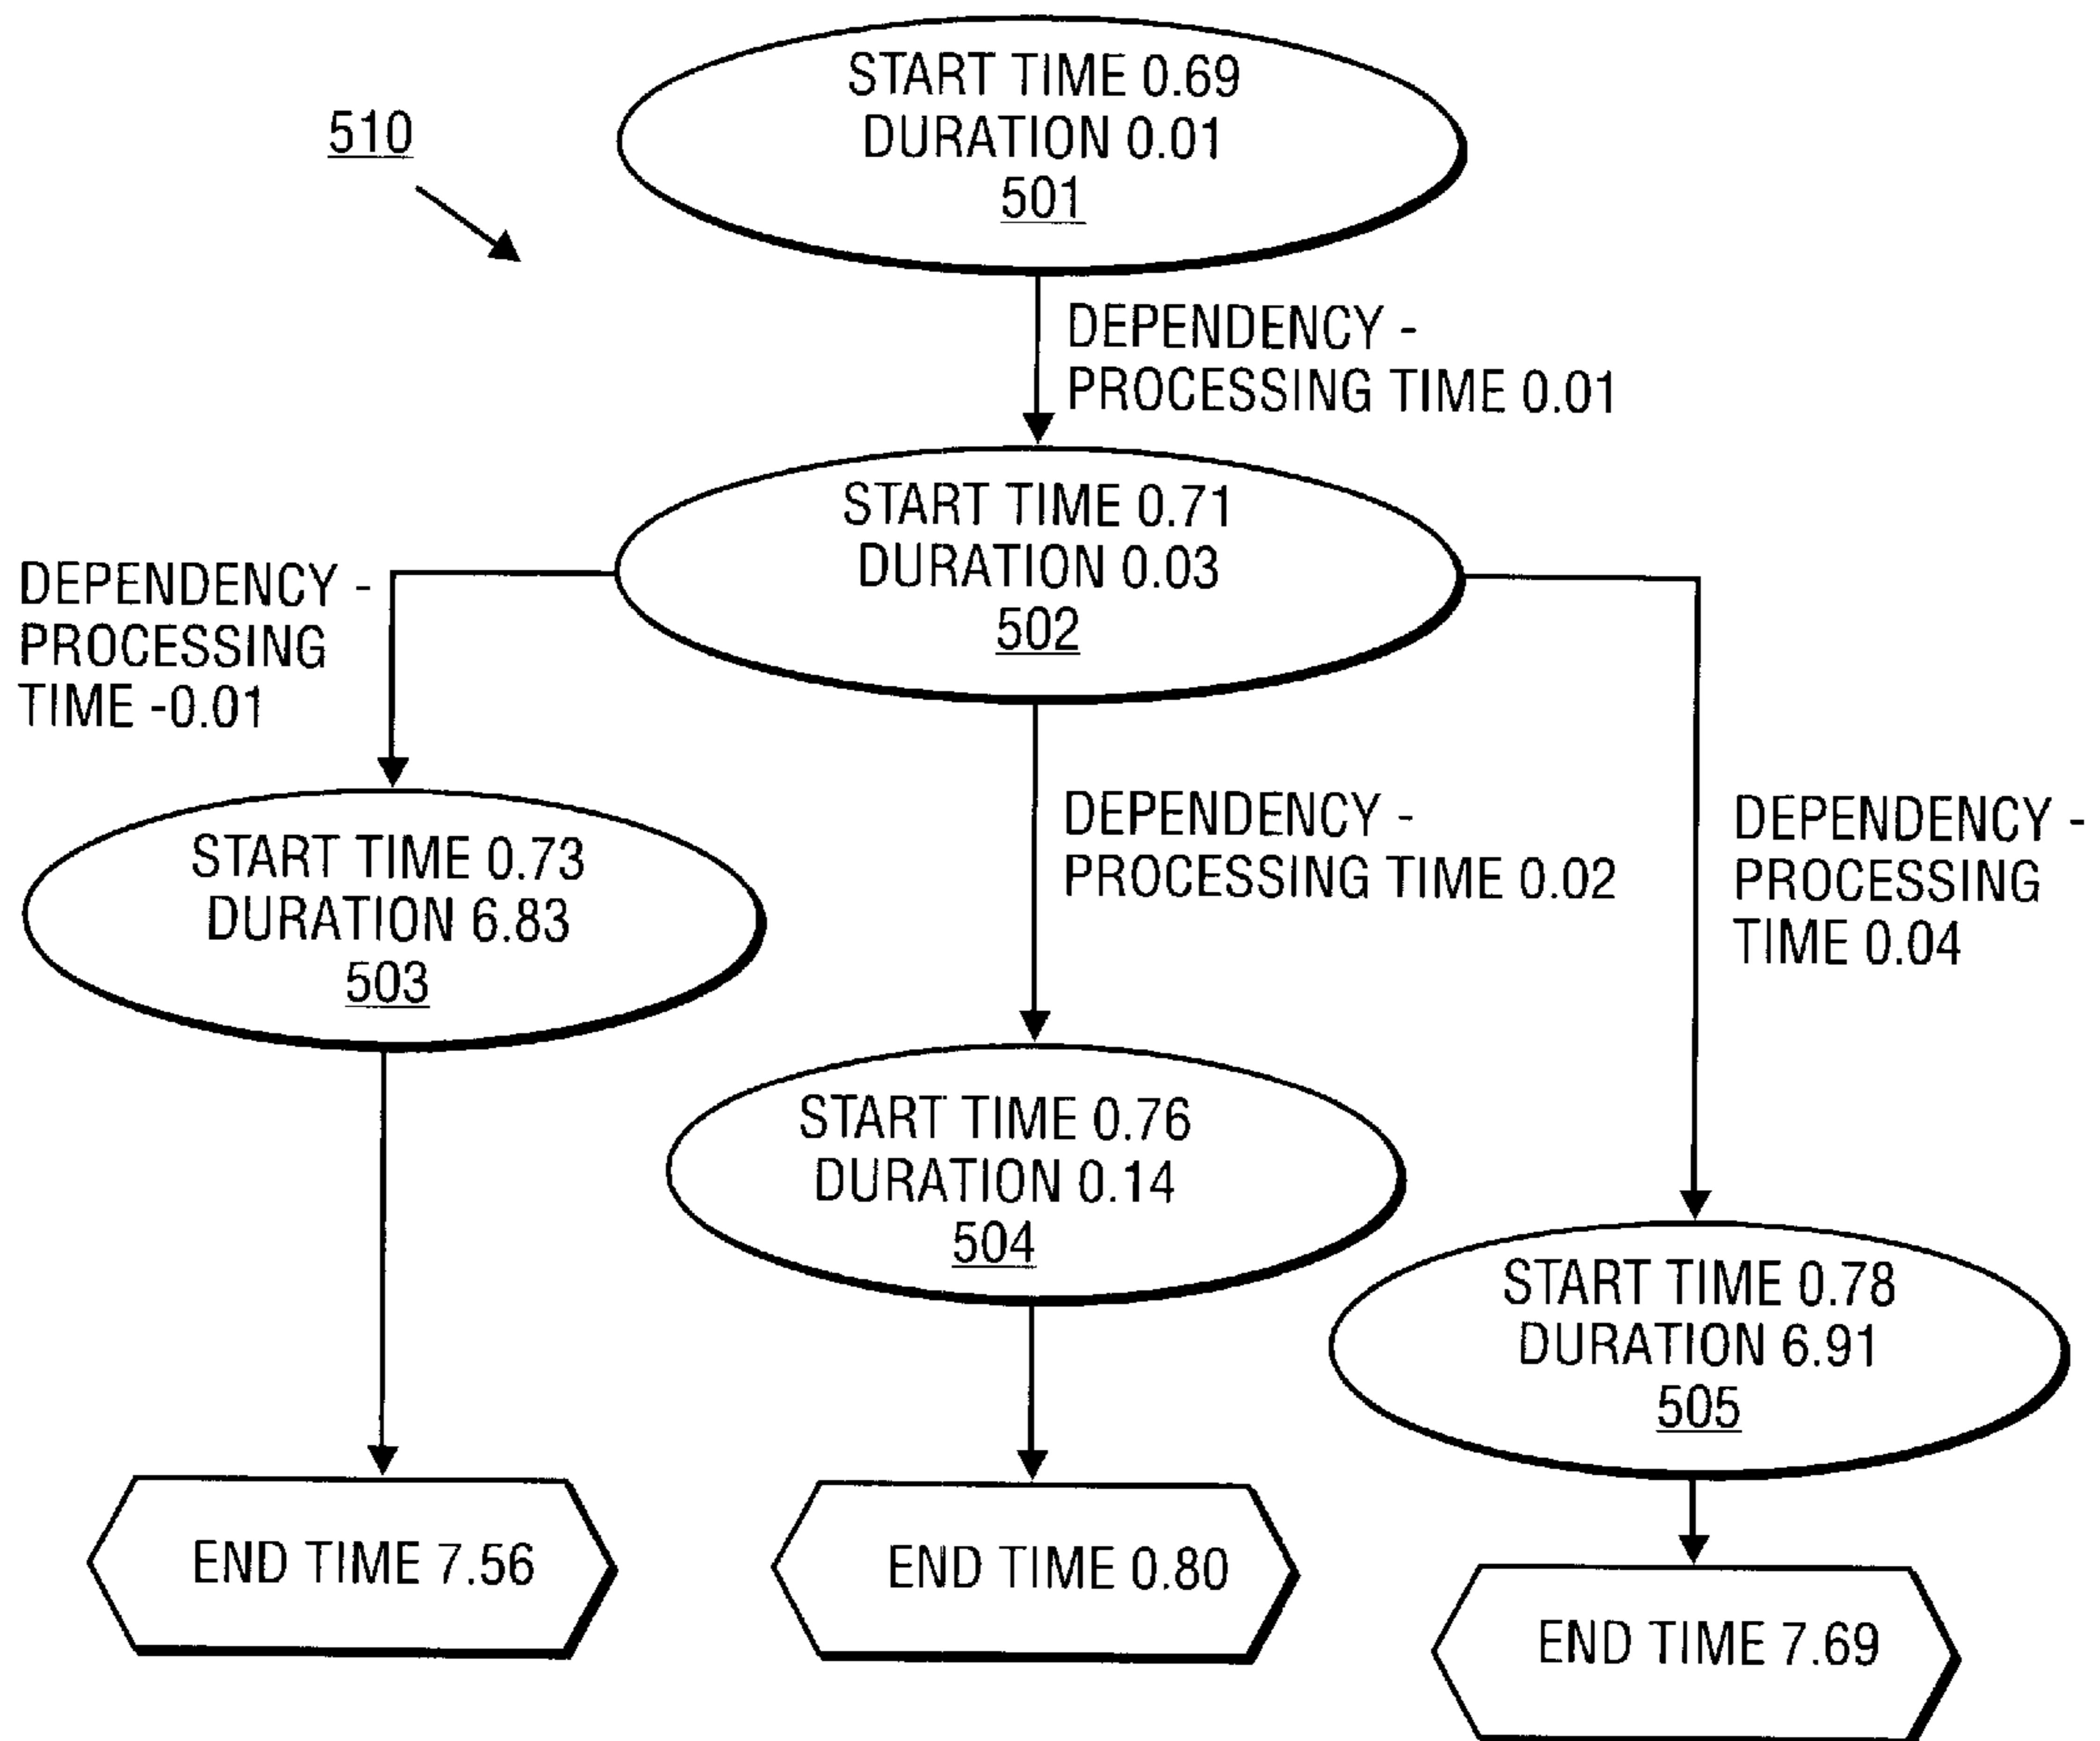 510
START TIME 0.69
DURATION 0.01
501
DEPENDENCY -
PROCESSING TIME 0.01
START TIME 0.71
DURATION 0.03
502
DEPENDENCY -
PROCESSING
TIME -0.01
START TIME 0.73
DURATION 6.83
503
DEPENDENCY -
PROCESSING TIME 0.02
DEPENDENCY -
PROCESSING
TIME 0.04
START TIME 0.76
DURATION 0.14
504
START TIME 0.78
DURATION 6.91
505
END TIME 7.56
END TIME 0.80
END TIME 7.69